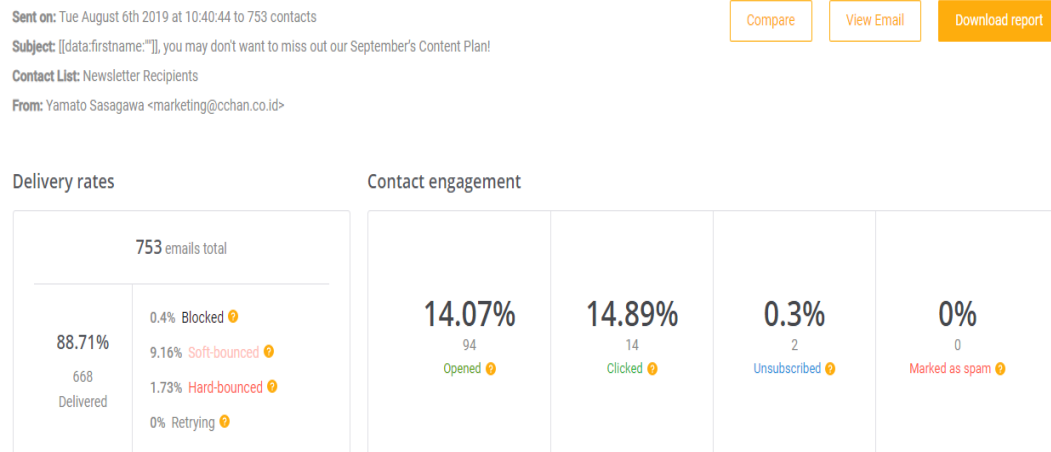 Sent on: Tue August 6th 2019 at 10:40:44 to 753 contacts
Compare
View Email
Download report
Subject: [[data:firstname:""]], you may don't want to miss out our September's Content Plan!
Contact List: Newsletter Recipients
From: Yamato Sasagawa <marketing@cchan.co.id>
Delivery rates
Contact engagement
753 emails total
88.71%
668
Delivered
0.4% Blocked ?
9.16% Soft-bounced ?
1.73% Hard-bounced ?
0% Retrying ?
14.07%
94
Opened ?
14.89%
14
Clicked ?
0.3%
2
Unsubscribed ?
0%
0
Marked as spam ?